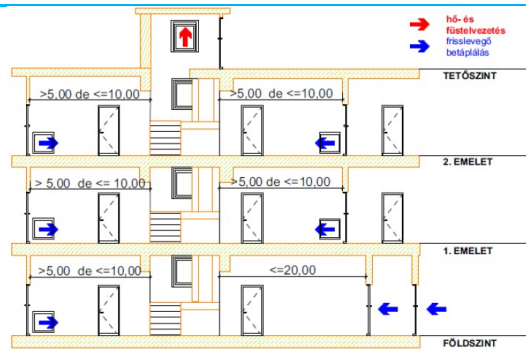 hő- és
füstelvezetés
frisslevegő
betáplálás
TETŐSZINT
>5,00 de <=10,00
>5,00 de <=10,00
2. EMELET
> 5,00 de <= 10,00
>5,00 de <=10,00
1. EMELET
>5,00 de <=10,00
<=20,00
FÖLDSZINT